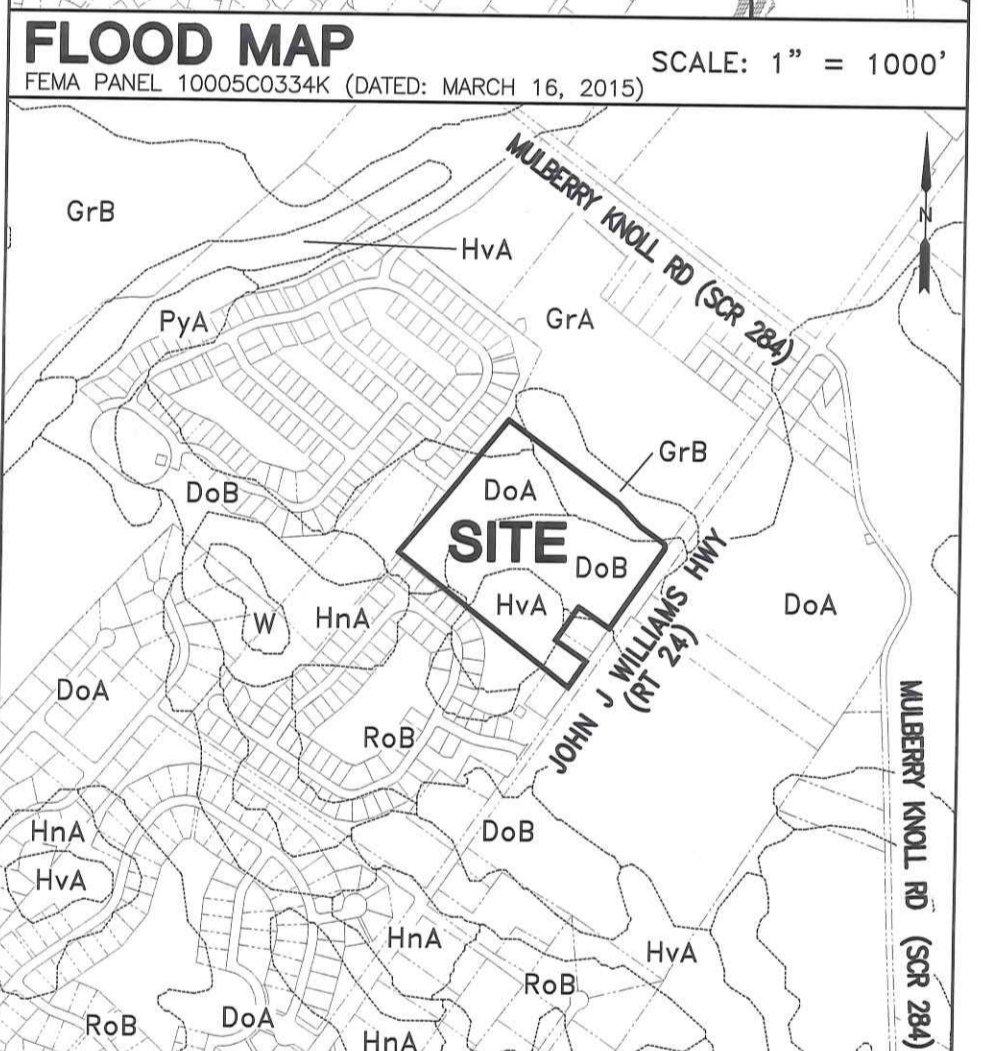 FLOOD MAP
SCALE: 1” = 1000’
FEMA PANEL 10005C0334K (DATED: MARCH 16, 2015)
MULBERRY KNOLL RD (SCR 284)
N
GrB
HvA
PyA
GrA
GrB
DoA
DoB
SITE
DoB
HvA
DoA
W
HnA
JOHN J WILLIAMS HWY
(RT 24)
DoA
RoB
MULBERRY KNOLL RD (SCR 284)
HnA
DoB
HvA
HnA
HvA
RoB
RoB
DoA
HnA